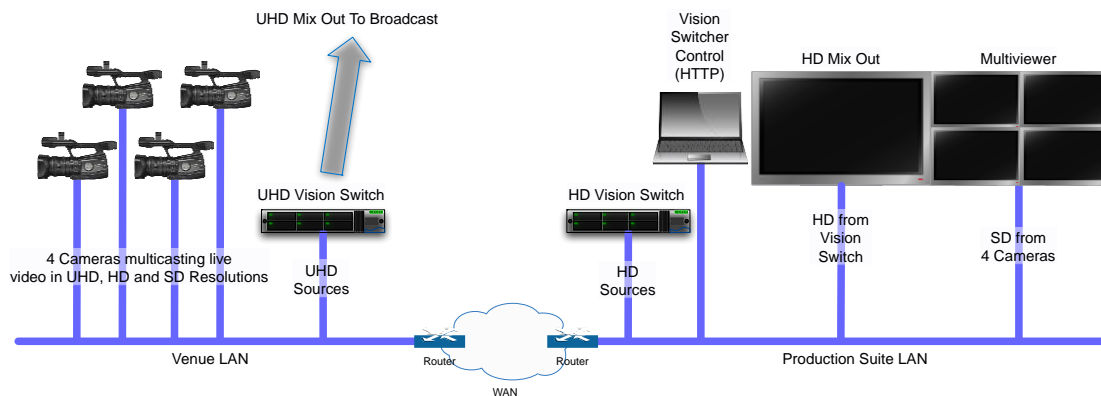 UHD Mix Out To Broadcast
Vision
Switcher
Control
(HTTP)
HD Mix Out
Multiviewer
UHD Vision Switch
HD Vision Switch
4 Cameras multicasting live
video in UHD, HD and SD Resolutions
UHD
Sources
HD
Sources
HD from
Vision
Switch
SD from
4 Cameras
Venue LAN
Router
WAN
Router
Production Suite LAN